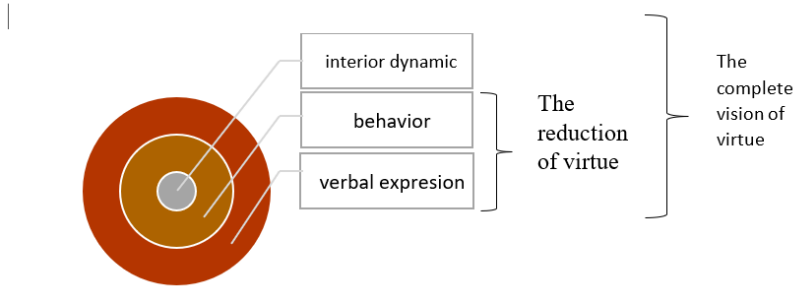 interior dynamic
behavior
verbal expresion
The
reduction
of virtue
The
complete
vision of
virtue